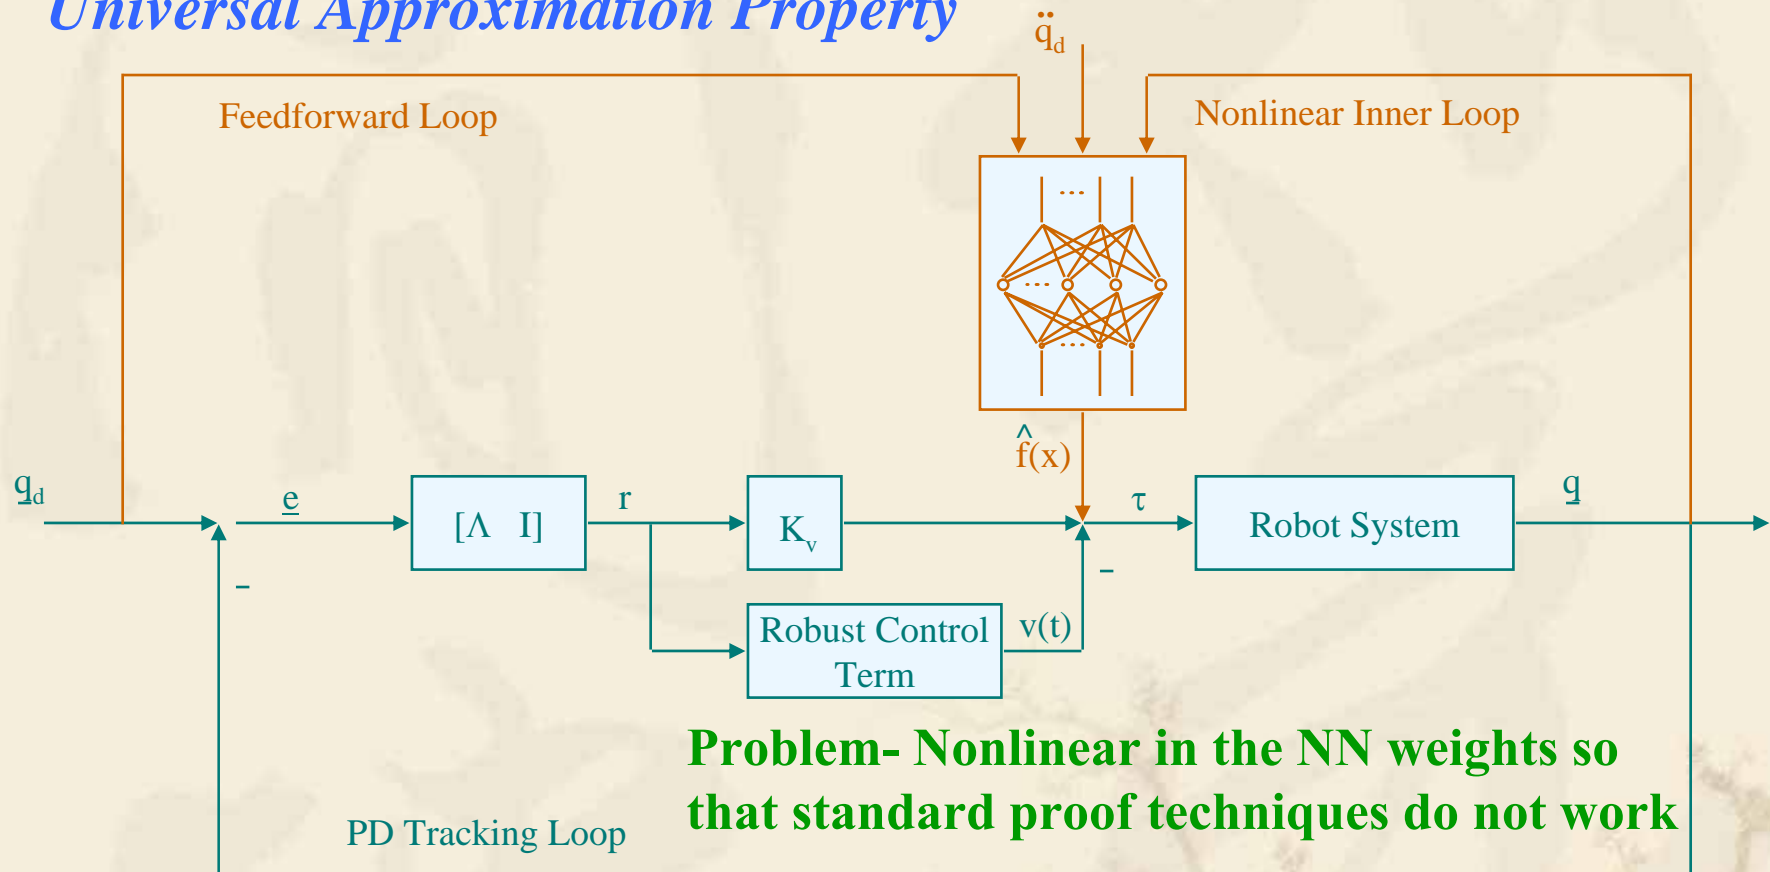 Universal Approximation Property
q̈d
Feedforward Loop
Nonlinear Inner Loop
...
...
...
f̂(x)
qd
e
[Λ I]
r
Kv
τ
Robot System
q
–
–
Robust Control
Term
v(t)
Problem- Nonlinear in the NN weights so
that standard proof techniques do not work
PD Tracking Loop